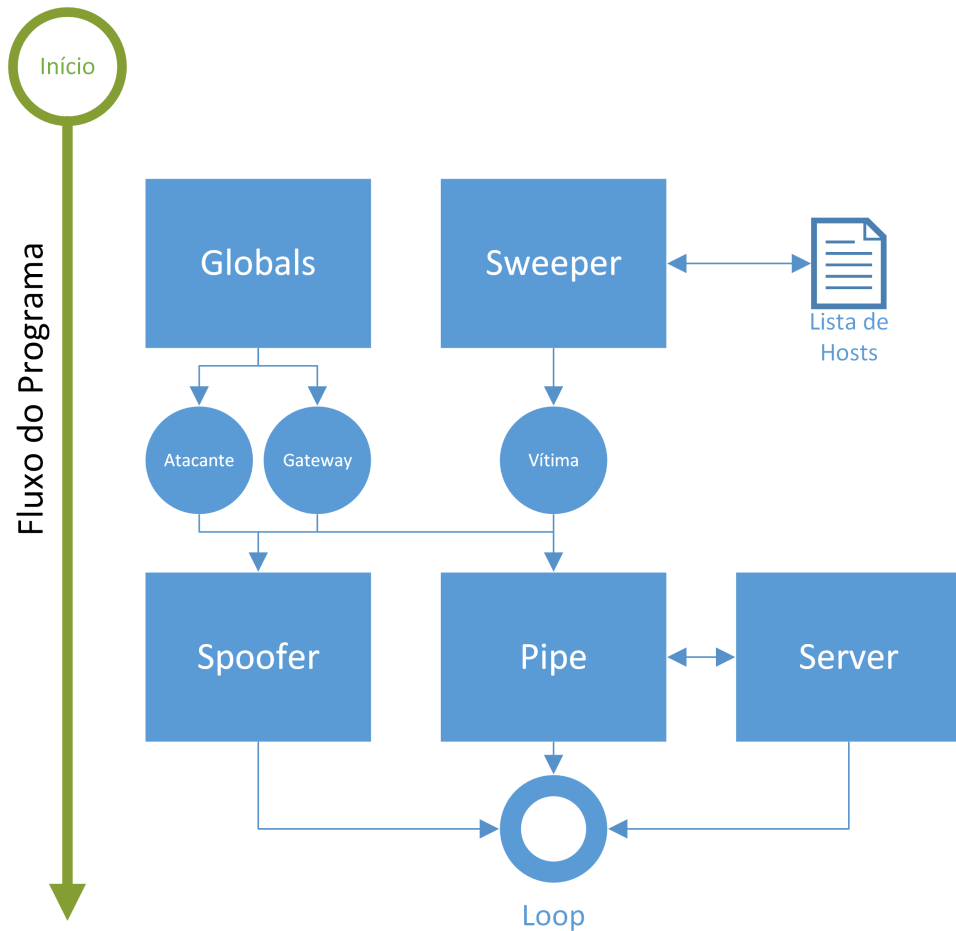 Início
Fluxo do Programa
Globals
Sweeper
Lista de
Hosts
Atacante
Gateway
Vítima
Spoofer
Pipe
Server
Loop